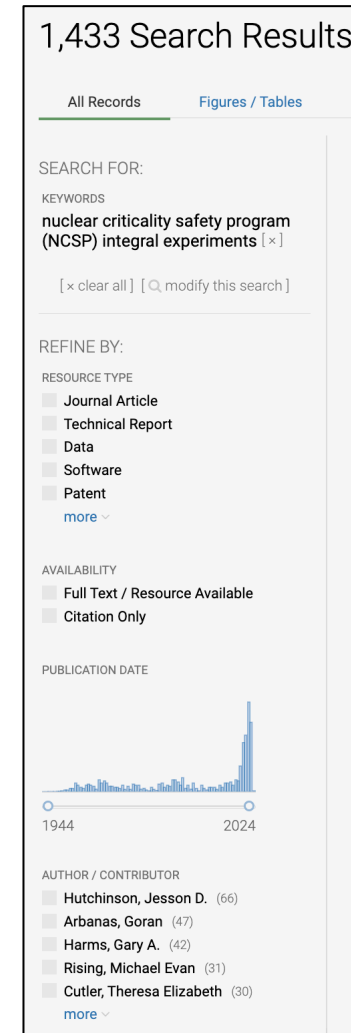 1,433 Search Results
All Records Figures / Tables
SEARCH FOR:
KEYWORDS
nuclear criticality safety program
(NCSP) integral experiments [ × ]
[ × clear all ] [ modify this search ]
REFINE BY:
RESOURCE TYPE
Journal Article
Technical Report
Data
Software
Patent
more
AVAILABILITY
Full Text / Resource Available
Citation Only
PUBLICATION DATE
1944 2024
AUTHOR / CONTRIBUTOR
Hutchinson, Jesson D. (66)
Arbanas, Goran (47)
Harms, Gary A. (42)
Rising, Michael Evan (31)
Cutler, Theresa Elizabeth (30)
more